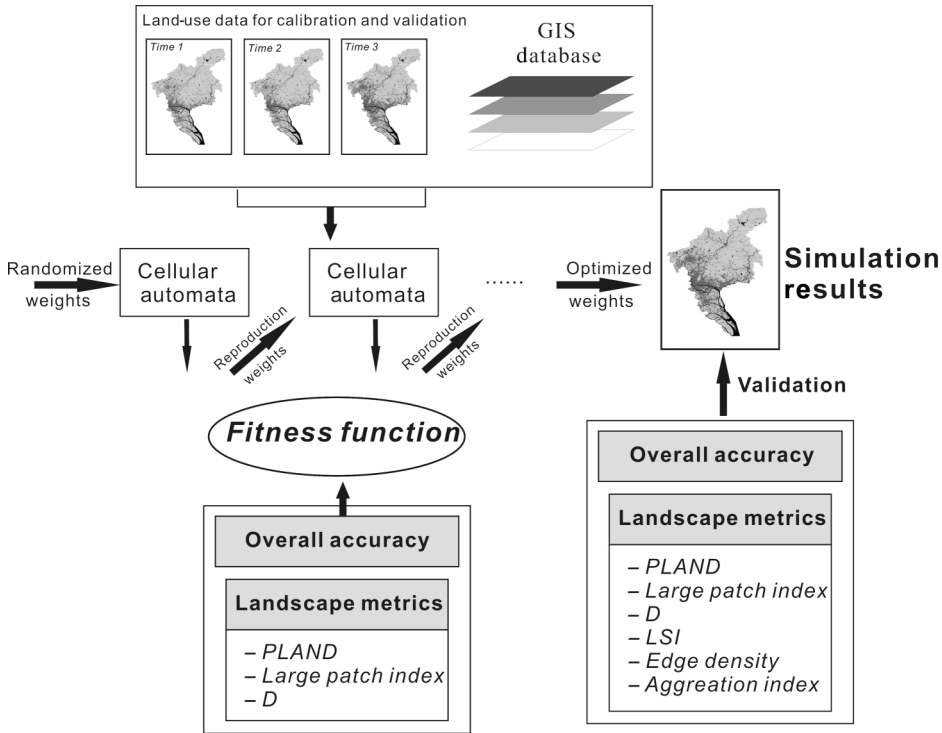 Land-use data for calibration and validation
Time 1
Time 2
Time 3
GIS
database
Randomized
weights
Cellular
automata
Reproduction
weights
Cellular
automata
Reproduction
weights
......
Optimized
weights
Simulation
results
Validation
Fitness function
Overall accuracy
Landscape metrics
– PLAND
– Large patch index
– D
Overall accuracy
Landscape metrics
– PLAND
– Large patch index
– D
– LSI
– Edge density
– Aggreation index